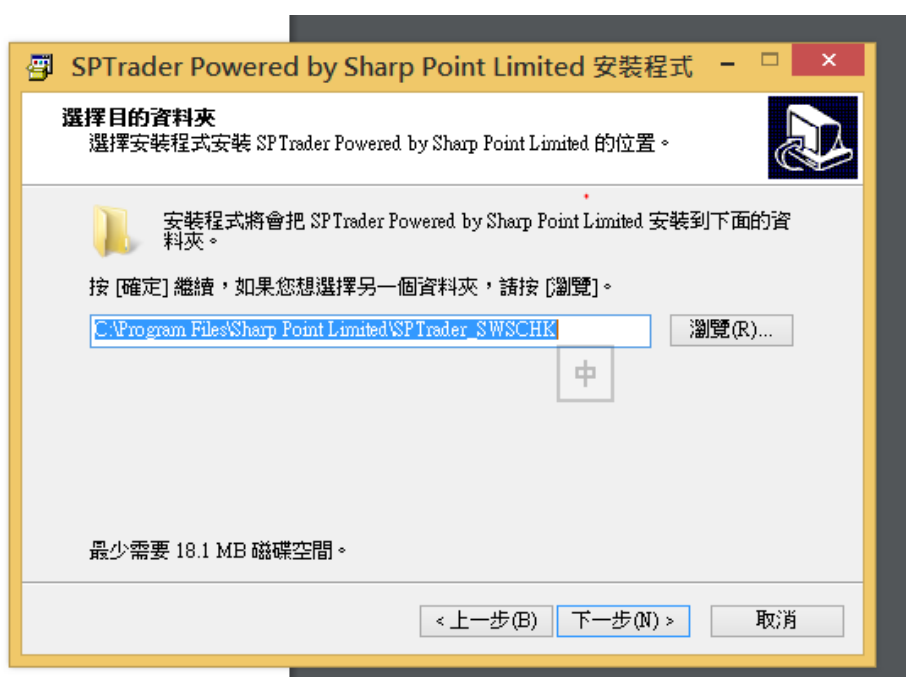 SPTrader Powered by Sharp Point Limited 安裝程式
選擇目的資料夾
選擇安裝程式安裝 SPTrader Powered by Sharp Point Limited 的位置。
安裝程式將會把 SPTrader Powered by Sharp Point Limited 安裝到下面的資
料夾。
按 [確定] 繼續，如果您想選擇另一個資料夾，請按 [瀏覽]。
C:\Program Files\Sharp Point Limited\SPTrader_SWSCHK
瀏覽(R)...
中
最少需要 18.1 MB 磁碟空間。
<上一步(B) 下一步(N)> 取消